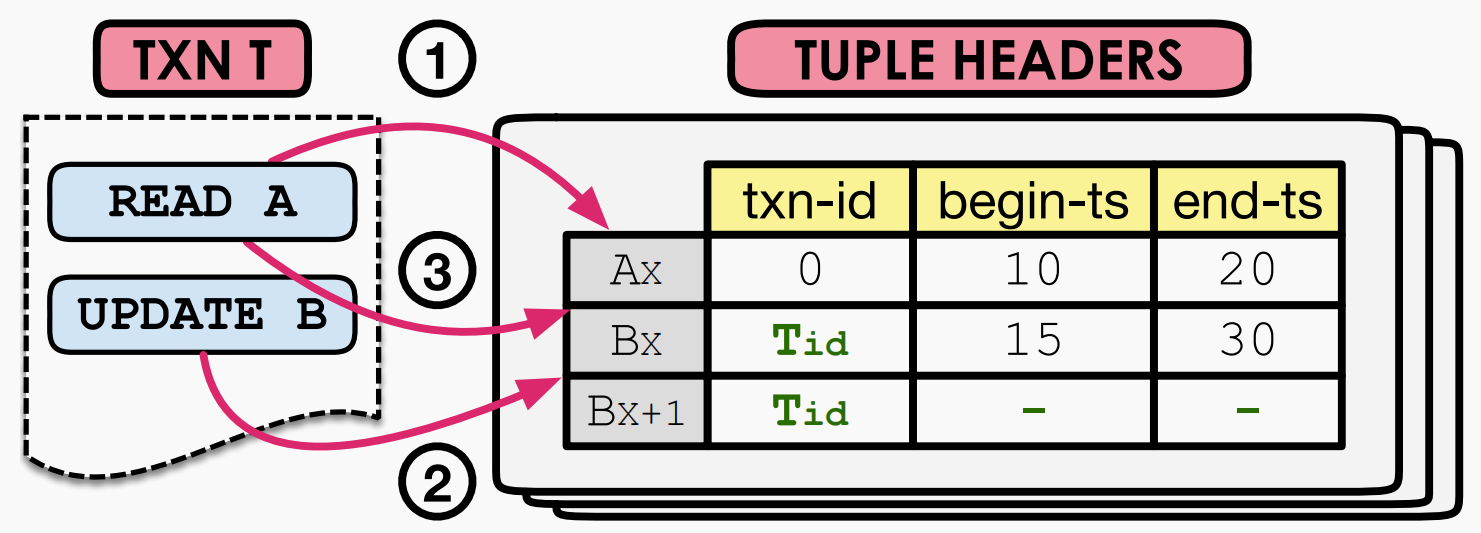 TXN T
1
TUPLE HEADERS
READ A
UPDATE B
3
2
txn-id begin-ts end-ts
Ax 0 10 20
Bx Tid 15 30
Bx+1 Tid - -